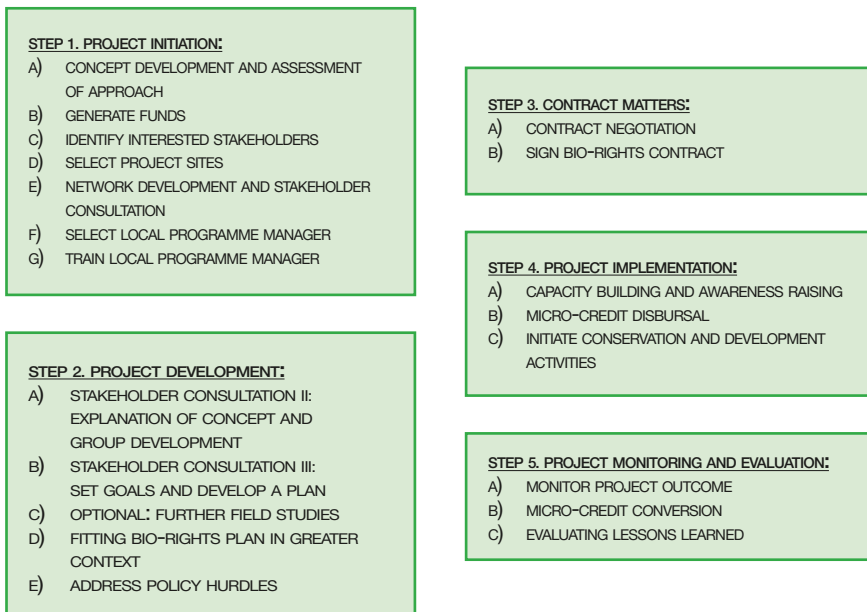 STEP 1. PROJECT INITIATION:
A) CONCEPT DEVELOPMENT AND ASSESSMENT
OF APPROACH
B) GENERATE FUNDS
C) IDENTIFY INTERESTED STAKEHOLDERS
D) SELECT PROJECT SITES
E) NETWORK DEVELOPMENT AND STAKEHOLDER
CONSULTATION
F) SELECT LOCAL PROGRAMME MANAGER
G) TRAIN LOCAL PROGRAMME MANAGER
STEP 2. PROJECT DEVELOPMENT:
A) STAKEHOLDER CONSULTATION II:
EXPLANATION OF CONCEPT AND
GROUP DEVELOPMENT
B) STAKEHOLDER CONSULTATION III:
SET GOALS AND DEVELOP A PLAN
C) OPTIONAL: FURTHER FIELD STUDIES
D) FITTING BIO-RIGHTS PLAN IN GREATER
CONTEXT
E) ADDRESS POLICY HURDLES
STEP 3. CONTRACT MATTERS:
A) CONTRACT NEGOTIATION
B) SIGN BIO-RIGHTS CONTRACT
STEP 4. PROJECT IMPLEMENTATION:
A) CAPACITY BUILDING AND AWARENESS RAISING
B) MICRO-CREDIT DISBURSAL
C) INITIATE CONSERVATION AND DEVELOPMENT
ACTIVITIES
STEP 5. PROJECT MONITORING AND EVALUATION:
A) MONITOR PROJECT OUTCOME
B) MICRO-CREDIT CONVERSION
C) EVALUATING LESSONS LEARNED